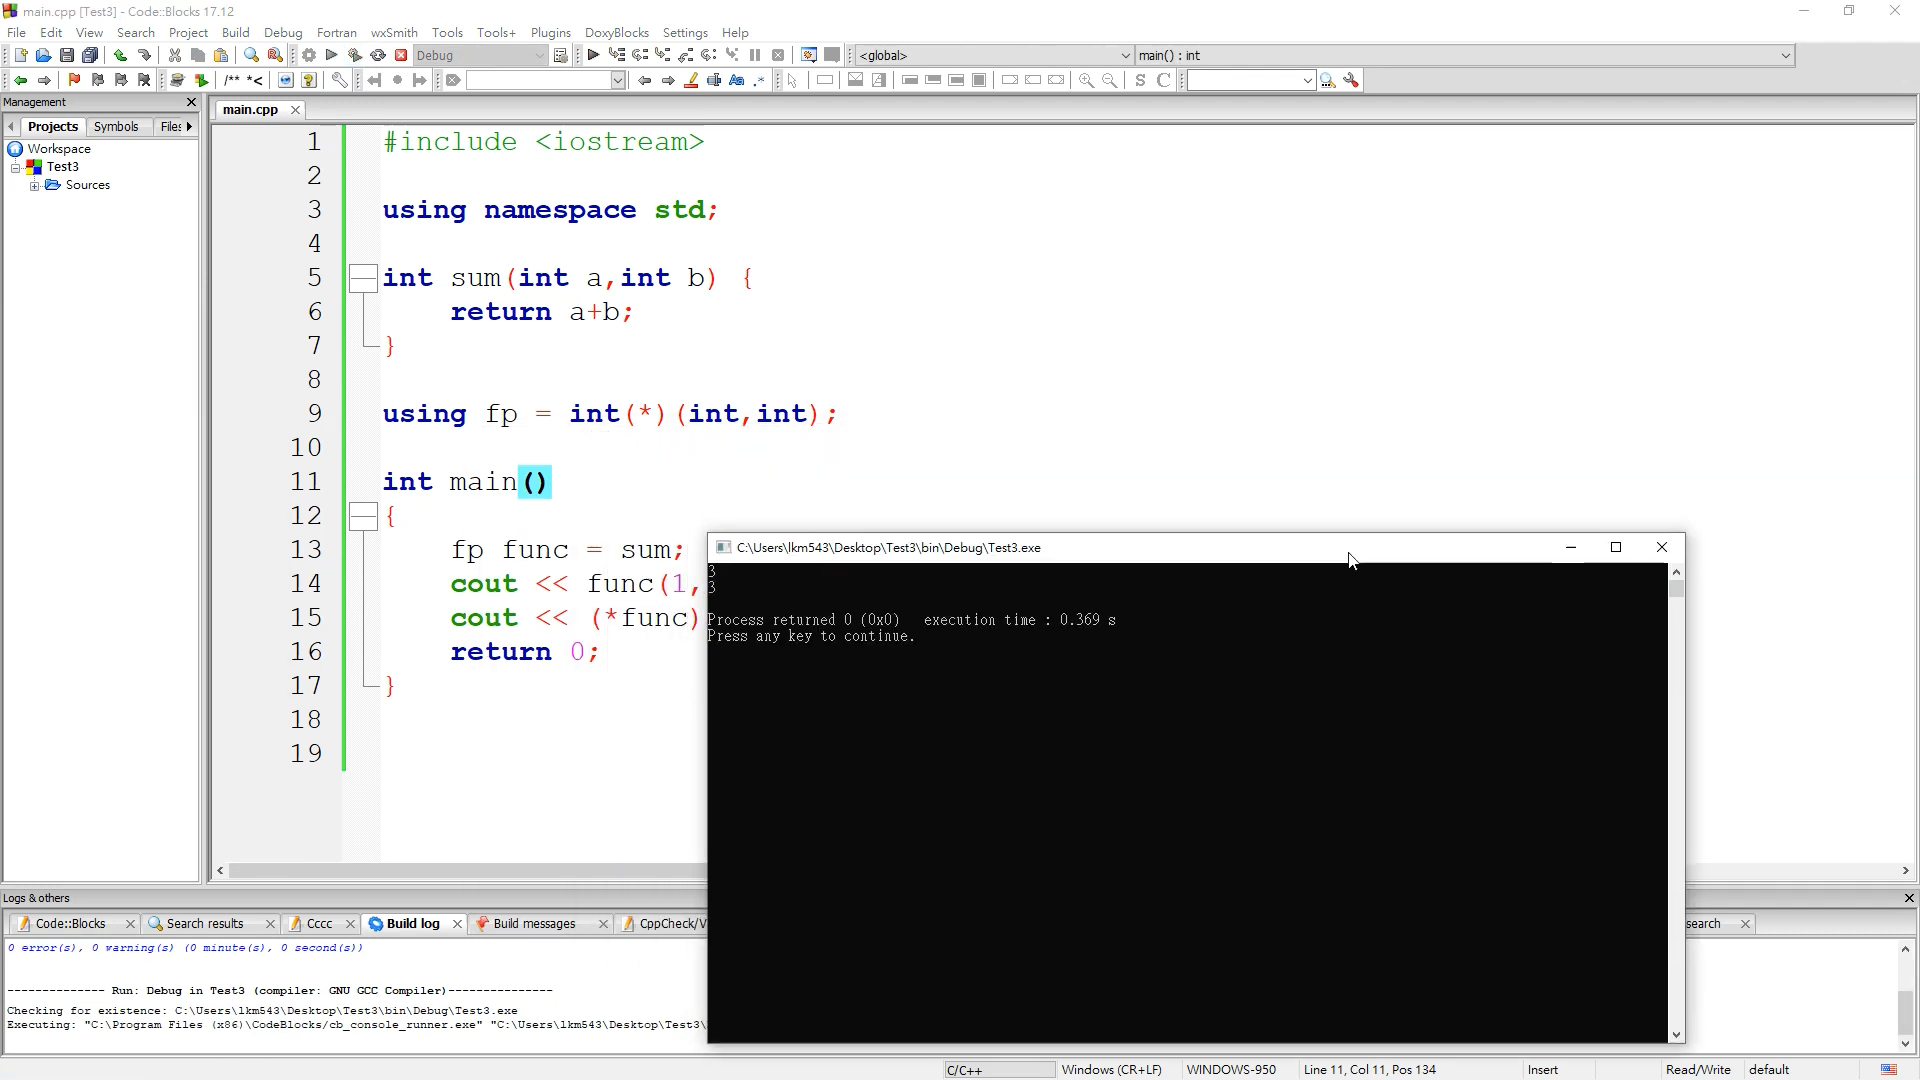 main.cpp [Test3] - Code::Blocks 17.12
File Edit View Search Project Build Debug Fortran wxSmith Tools Tools+ Plugins DoxyBlocks Settings Help
Debug <global> main() : int
/** *< Aa .* S C
Management
Projects Symbols Files
Workspace
Test3
Sources
main.cpp
1 #include <iostream>
2
3 using namespace std;
4
5 int sum(int a,int b) {
6 return a+b;
7 }
8
9 using fp = int(*)(int,int);
10
11 int main()
12 {
13 fp func = sum;
14 cout << func(1,
15 cout << (*func)
16 return 0;
17 }
18
19
C:\Users\lkm543\Desktop\Test3\bin\Debug\Test3.exe
3
3
Process returned 0 (0x0) execution time : 0.369 s
Press any key to continue.
Logs & others
Code::Blocks Search results Cccc Build log Build messages CppCheck/V search
0 error(s), 0 warning(s) (0 minute(s), 0 second(s))
-------------- Run: Debug in Test3 (compiler: GNU GCC Compiler)---------------
Checking for existence: C:\Users\lkm543\Desktop\Test3\bin\Debug\Test3.exe
Executing: "C:\Program Files (x86)\CodeBlocks/cb_console_runner.exe" "C:\Users\lkm543\Desktop\Test3\
C/C++ Windows (CR+LF) WINDOWS-950 Line 11, Col 11, Pos 134 Insert Read/Write default